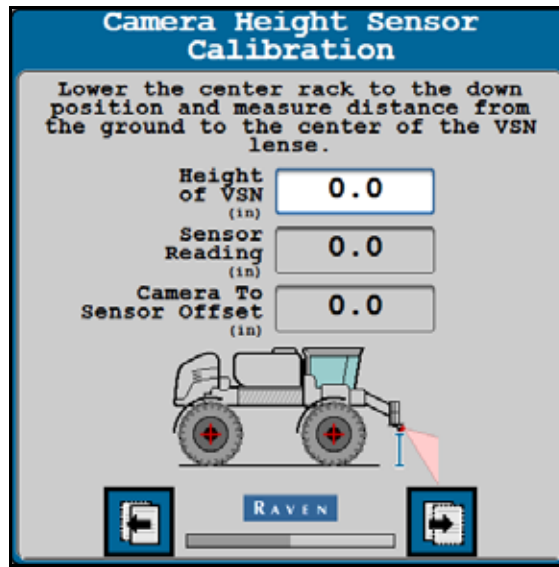 Camera Height Sensor
Calibration
Lower the center rack to the down
position and measure distance from
the ground to the center of the VSN
lense.
Height
of VSN
(in)
0.0
Sensor
Reading
(in)
0.0
Camera To
Sensor Offset
(in)
0.0
RAVEN